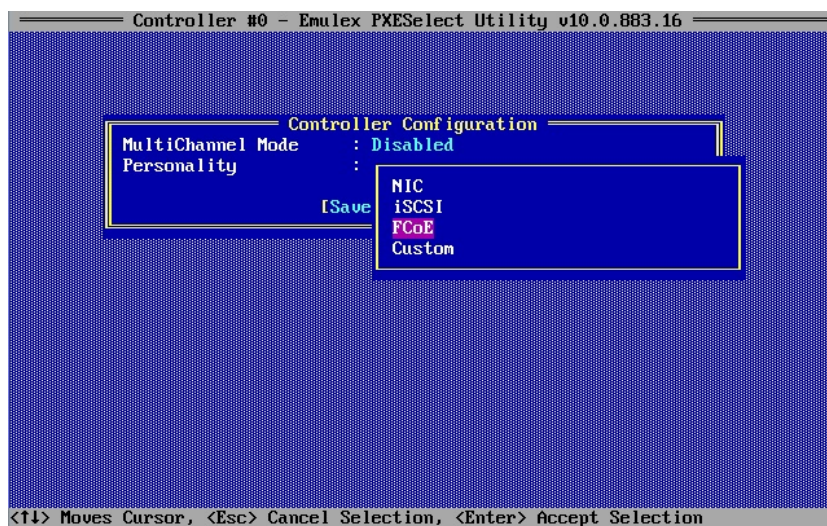 Controller #0 - Emulex PXESelect Utility v10.0.883.16
Controller Configuration
MultiChannel Mode : Disabled
Personality :
[Save
NIC
iSCSI
FCoE
Custom
<↑↓> Moves Cursor, <Esc> Cancel Selection, <Enter> Accept Selection